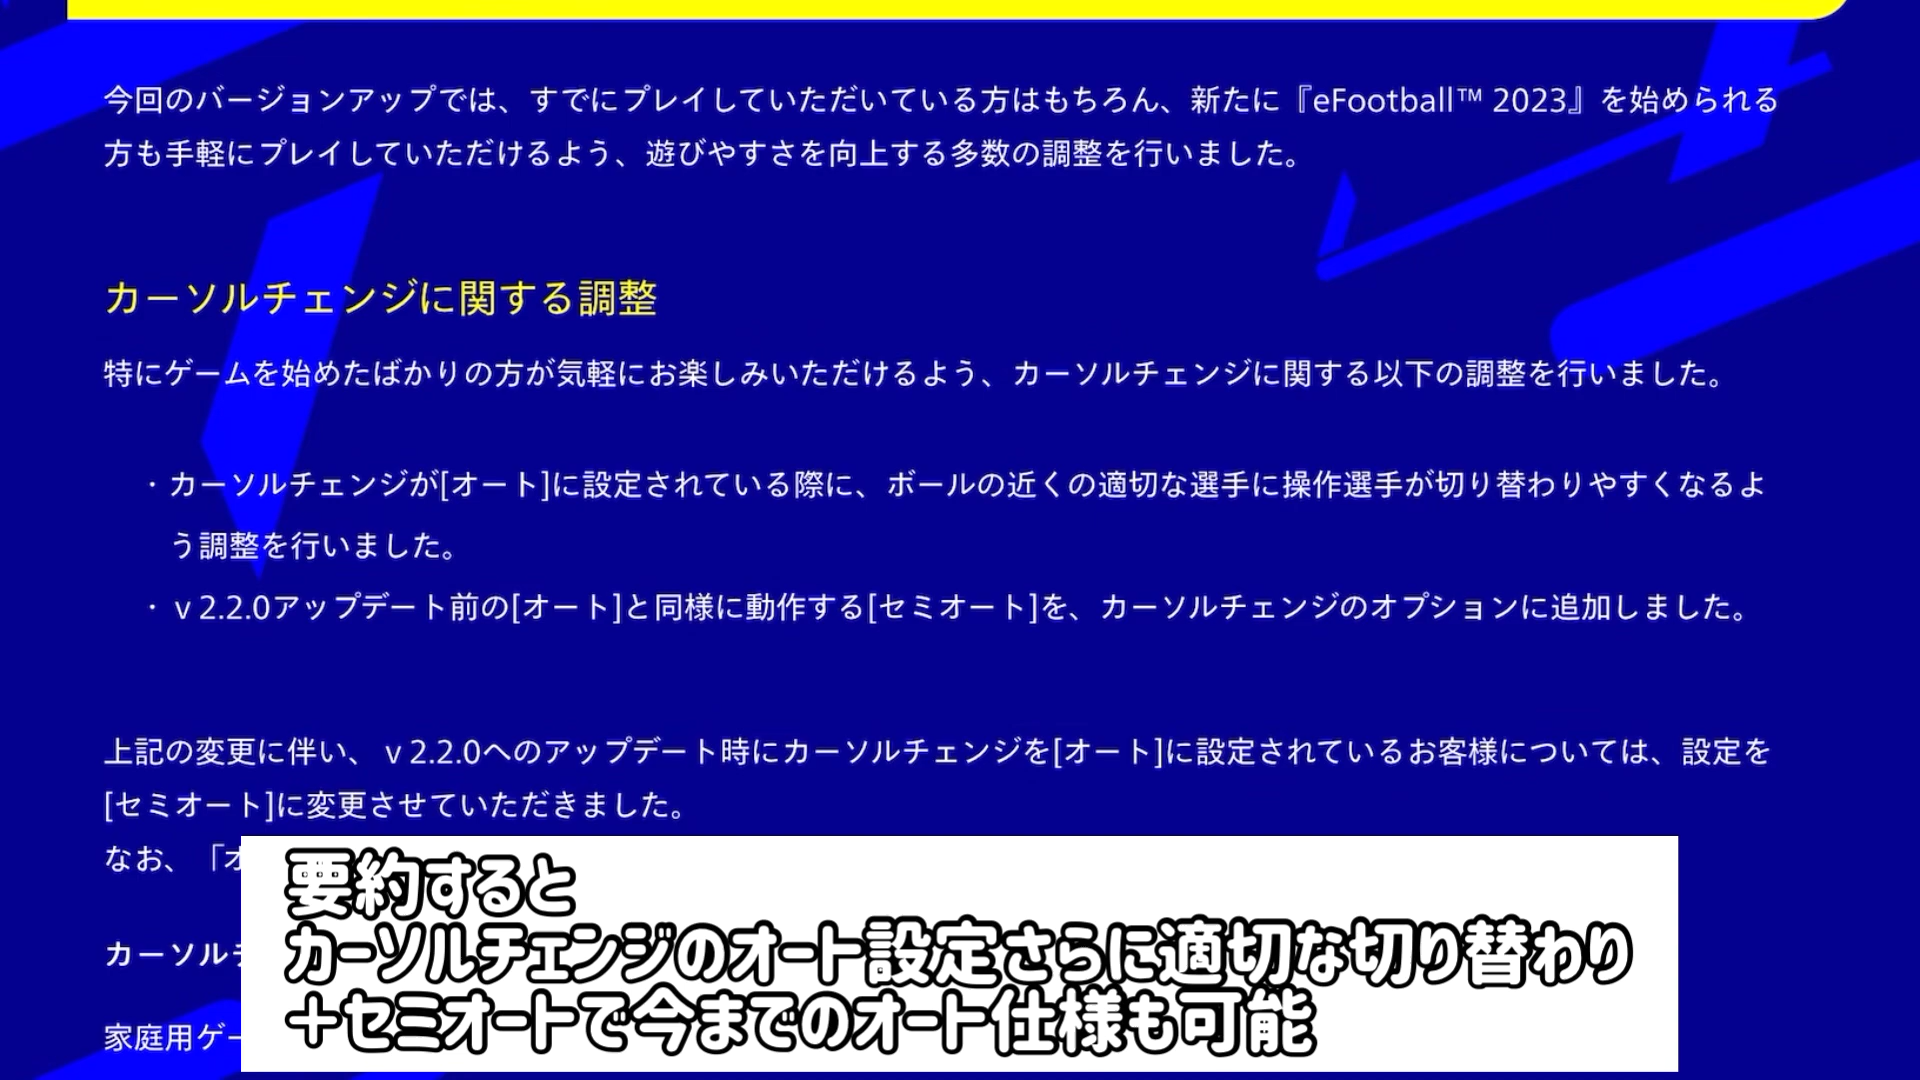 今回のバージョンアップでは、すでにプレイしていただいている方はもちろん、新たに『eFootball™ 2023』を始められる
方も手軽にプレイしていただけるよう、遊びやすさを向上する多数の調整を行いました。
カーソルチェンジに関する調整
特にゲームを始めたばかりの方が気軽にお楽しみいただけるよう、カーソルチェンジに関する以下の調整を行いました。
・カーソルチェンジが[オート]に設定されている際に、ボールの近くの適切な選手に操作選手が切り替わりやすくなるよ
う調整を行いました。
・ v 2.2.0アップデート前の[オート]と同様に動作する[セミオート]を、カーソルチェンジのオプションに追加しました。
上記の変更に伴い、 v 2.2.0へのアップデート時にカーソルチェンジを[オート]に設定されているお客様については、設定を
[セミオート]に変更させていただきました。
なお、「オ
カーソルチ
家庭用ゲー
要約すると
カーソルチェンジのオート設定さらに適切な切り替わり
＋セミオートで今までのオート仕様も可能